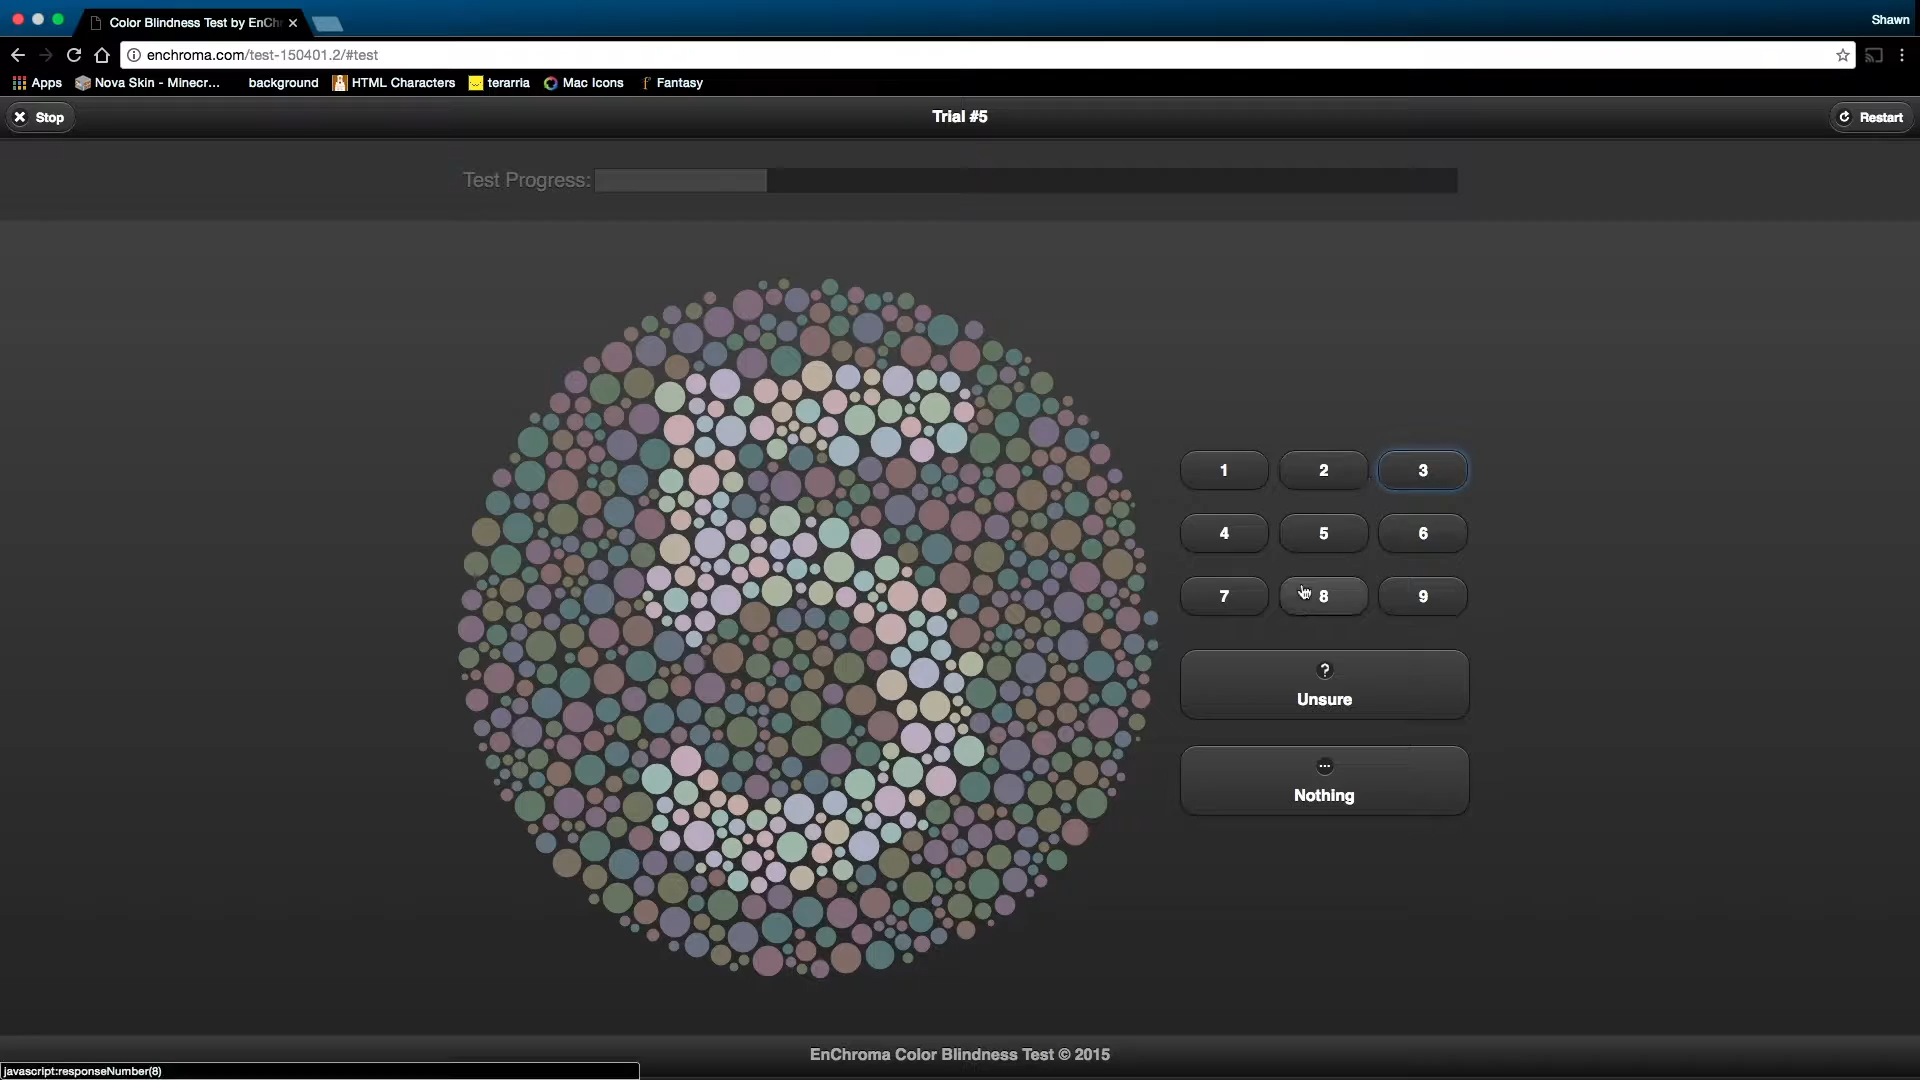 Color Blindness Test by EnChr
Shawn
enchroma.com/test-150401.2/#test
Apps
Nova Skin - Minecr...
background
HTML Characters
terarria
Mac Icons
f Fantasy
Stop
Trial #5
Restart
Test Progress:
5
1 2 3
4 5 6
7 8 9
?
Unsure
Nothing
EnChroma Color Blindness Test © 2015
javascript:responseNumber(8)